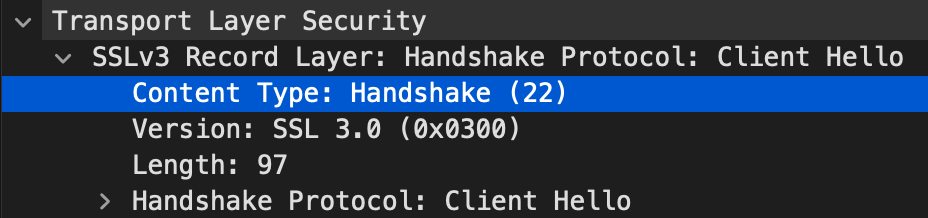 Transport Layer Security
SSLv3 Record Layer: Handshake Protocol: Client Hello
Content Type: Handshake (22)
Version: SSL 3.0 (0x0300)
Length: 97
Handshake Protocol: Client Hello